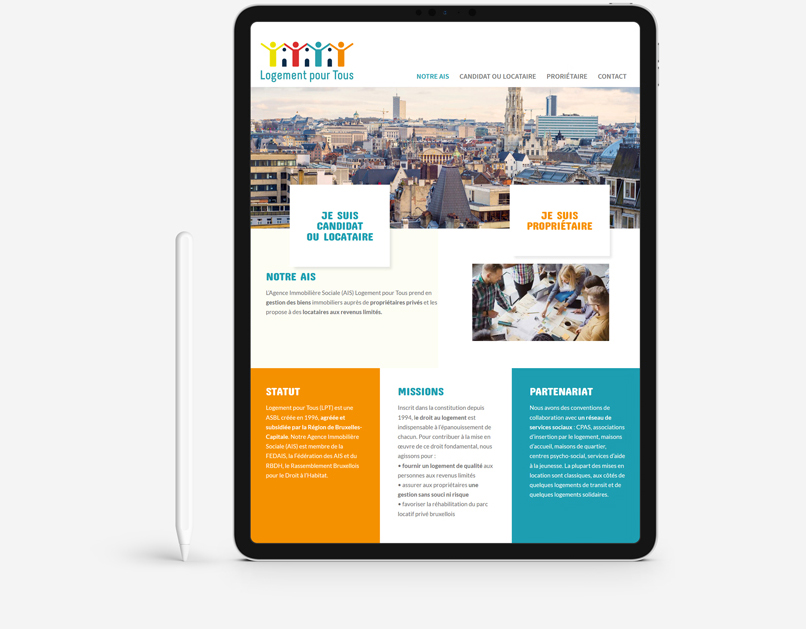 Logement pour Tous
NOTRE AIS CANDIDAT OU LOCATAIRE PRORIÉTAIRE CONTACT
JE SUIS
CANDIDAT
OU LOCATAIRE
JE SUIS
PROPRIÉTAIRE
NOTRE AIS
L'Agence Immobilière Sociale (AIS) Logement pour Tous prend en
gestion des biens immobiliers auprès de propriétaires privés et les
propose à des locataires aux revenus limités.
STATUT
Logement pour Tous (LPT) est une
ASBL créée en 1996, agréée et
subsidiée par la Région de Bruxelles-
Capitale. Notre Agence Immobilière
Sociale (AIS) est membre de la
FEDAIS, la Fédération des AIS et du
RBDH, le Rassemblement Bruxellois
pour le Droit à l'Habitat.
MISSIONS
Inscrit dans la constitution depuis
1994, le droit au logement est
indispensable à l'épanouissement de
chacun. Pour contribuer à la mise en
œuvre de ce droit fondamental, nous
agissons pour :
• fournir un logement de qualité aux
personnes aux revenus limités
• assurer aux propriétaires une
gestion sans souci ni risque
• favoriser la réhabilitation du parc
locatif privé bruxellois
PARTENARIAT
Nous avons des conventions de
collaboration avec un réseau de
services sociaux : CPAS, associations
d'insertion par le logement, maisons
d'accueil, maisons de quartier,
centres psycho-social, services d'aide
à la jeunesse. La plupart des mises en
location sont classiques, aux côtés de
quelques logements de transit et de
quelques logements solidaires.